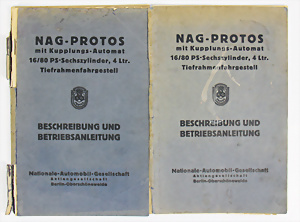 NAG-PROTOS
mit Kupplungs-Automat
16/80 PS-Sechszylinder, 4 Ltr.
Tiefrahmenfahrgestell
BESCHREIBUNG UND
BETRIEBSANLEITUNG
Nationale-Automobil-Gesellschaft
Aktiengesellschaft
Berlin-Oberschöneweide
NAG-PROTOS
mit Kupplungs-Automat
16/80 PS-Sechszylinder, 4 Ltr.
Tiefrahmenfahrgestell
BESCHREIBUNG UND
BETRIEBSANLEITUNG
Nationale-Automobil-Gesellschaft
Aktiengesellschaft
Berlin-Oberschöneweide